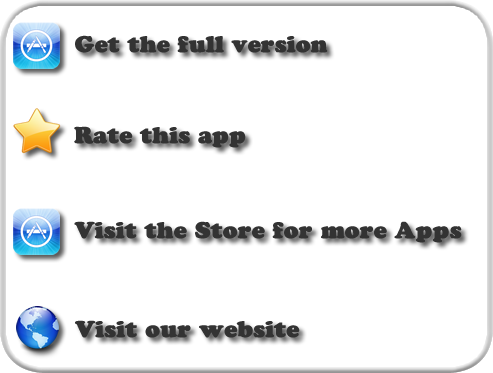 Get the full version
Rate this app
Visit the Store for more Apps
Visit our website